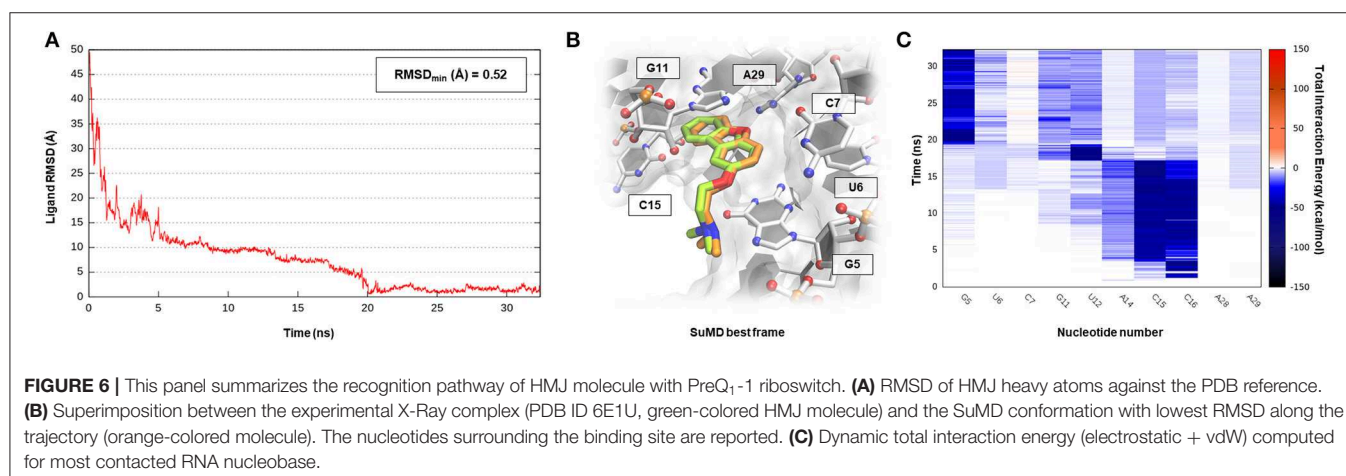 A
RMSDmin (Å) = 0.52
Ligand RMSD (Å)
50
45
40
35
30
25
20
15
10
5
0
0 5 10 15 20 25 30
Time (ns)
B
G11
A29
C7
U6
C15
G5
SuMD best frame
C
Time (ns)
30
25
20
15
10
5
0
G5 U6 C7 G11 U12 A14 C15 C16 A28 A29
Nucleotide number
150
100
50
0
-50
-100
-150
Total Interaction Energy (kcal/mol)
FIGURE 6 | This panel summarizes the recognition pathway of HMJ molecule with PreQ₁-1 riboswitch. (A) RMSD of HMJ heavy atoms against the PDB reference.
(B) Superimposition between the experimental X-Ray complex (PDB ID 6E1U, green-colored HMJ molecule) and the SuMD conformation with lowest RMSD along the
trajectory (orange-colored molecule). The nucleotides surrounding the binding site are reported. (C) Dynamic total interaction energy (electrostatic + vdW) computed
for most contacted RNA nucleobase.